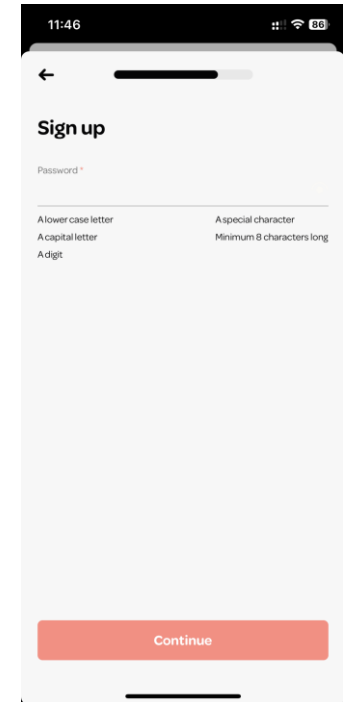 11:46
86
Sign up
Password *
A lower case letter
A special character
A capital letter
Minimum 8 characters long
A digit
Continue